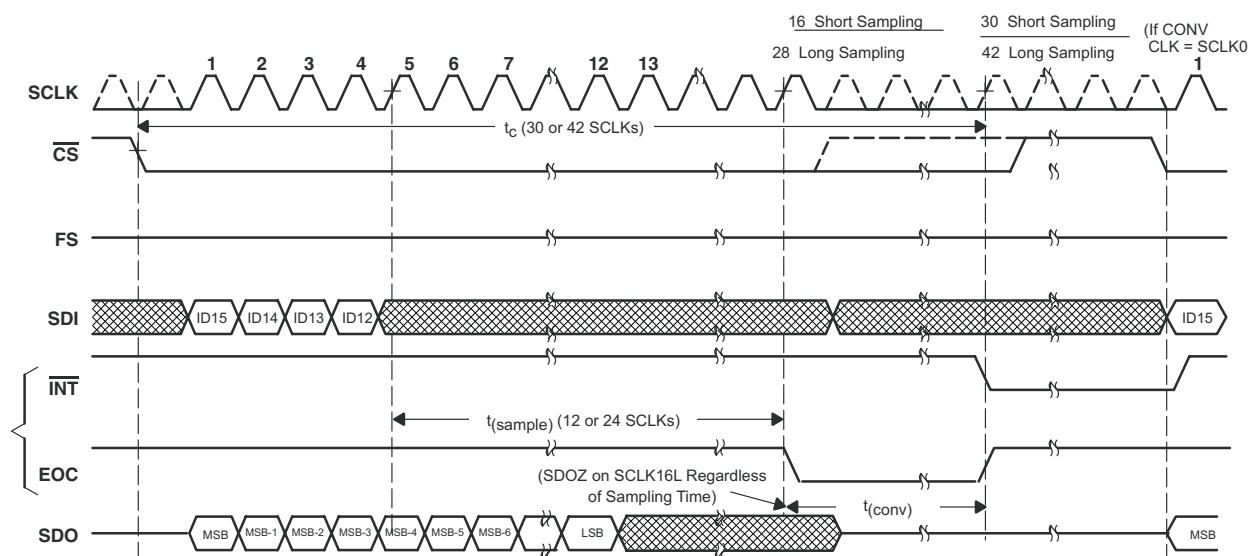 16 Short Sampling
30 Short Sampling
(If CONV
CLK = SCLK0
28 Long Sampling
42 Long Sampling
1 2 3 4 5 6 7 12 13 1
SCLK
tc (30 or 42 SCLKs)
CS
FS
SDI
ID15 ID14 ID13 ID12 ID15
INT
t(sample) (12 or 24 SCLKs)
EOC
(SDOZ on SCLK16L Regardless
of Sampling Time)
t(conv)
SDO
MSB MSB-1 MSB-2 MSB-3 MSB-4 MSB-5 MSB-6 LSB MSB